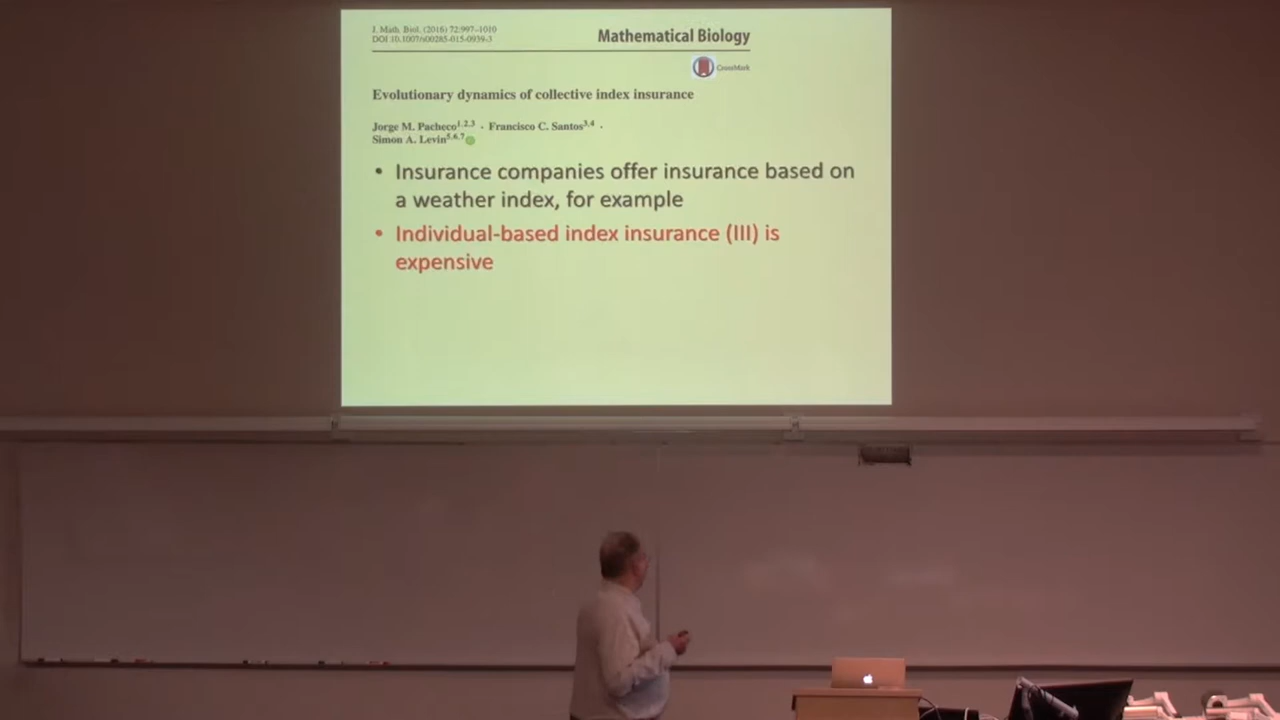 J. Math. Biol. (2016) 72:997–1010
DOI 10.1007/s00285-015-0939-3
Mathematical Biology
CrossMark
Evolutionary dynamics of collective index insurance
Jorge M. Pacheco1,2,3 · Francisco C. Santos3,4 ·
Simon A. Levin5,6,7
• Insurance companies offer insurance based on
a weather index, for example
• Individual-based index insurance (III) is
expensive